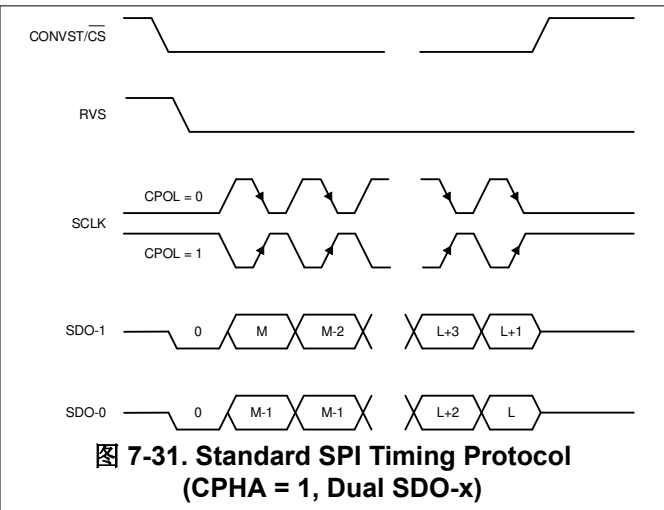 CONVST/CS
RVS
CPOL = 0
SCLK
CPOL = 1
SDO-1 0 M M-2 L+3 L+1
SDO-0 0 M-1 M-1 L+2 L
图 7-31. Standard SPI Timing Protocol
(CPHA = 1, Dual SDO-x)